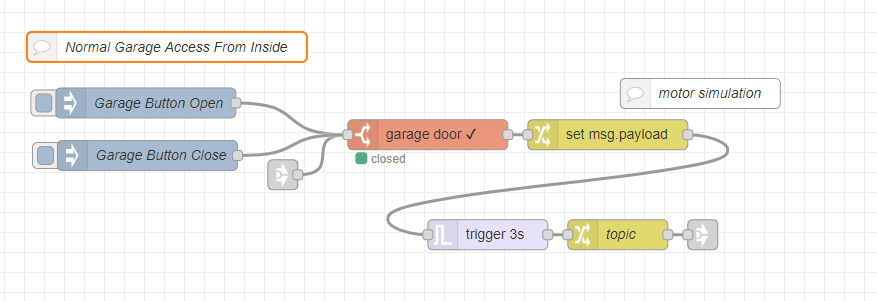 Normal Garage Access From Inside
motor simulation
Garage Button Open
garage door ✓
set msg.payload
Garage Button Close
closed
trigger 3s
topic